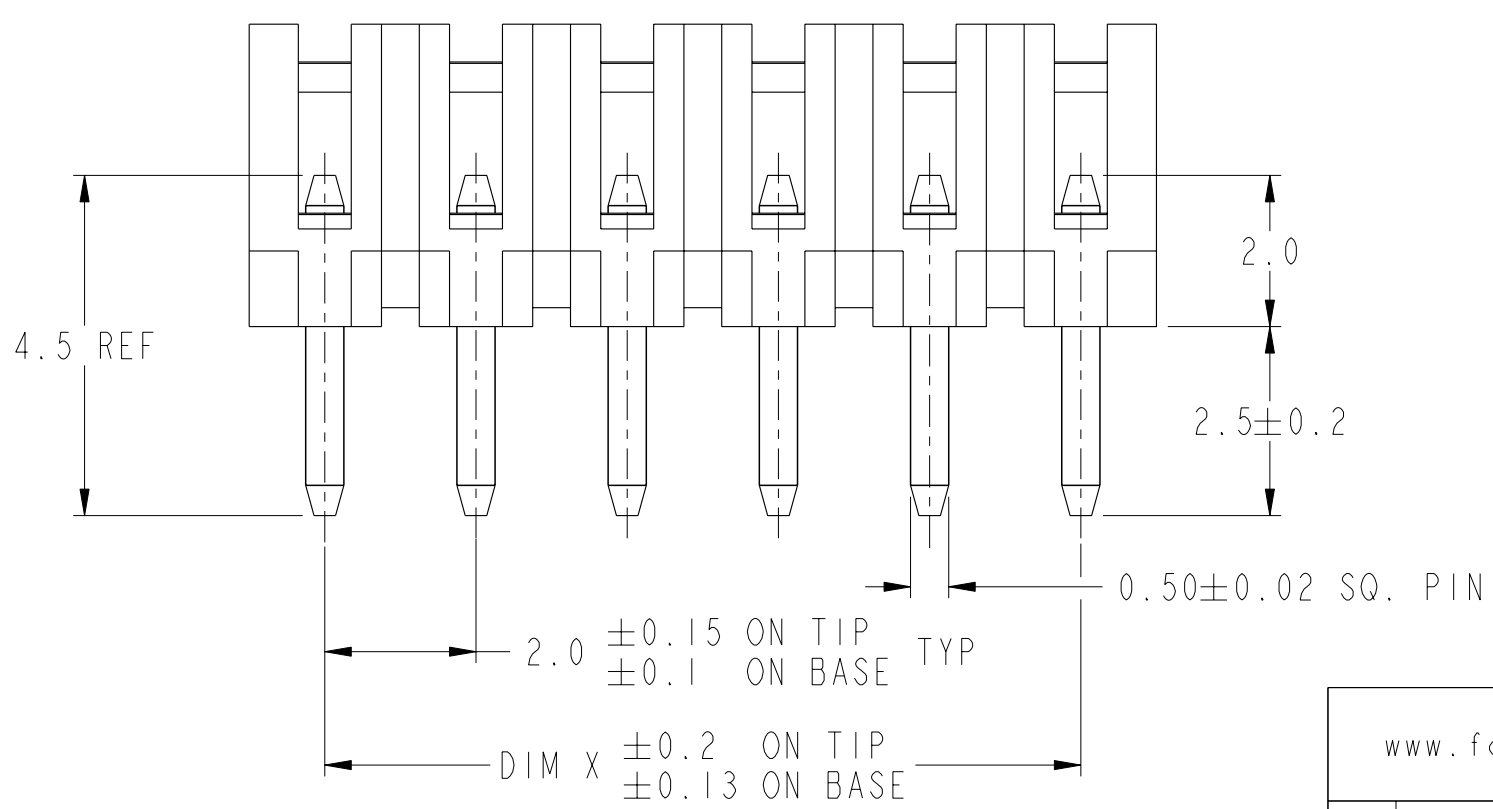 2.0
4.5 REF
2.5±0.2
0.50±0.02 SQ. PIN
2.0 ±0.15 ON TIP
±0.1 ON BASE TYP
DIM X ±0.2 ON TIP
±0.13 ON BASE